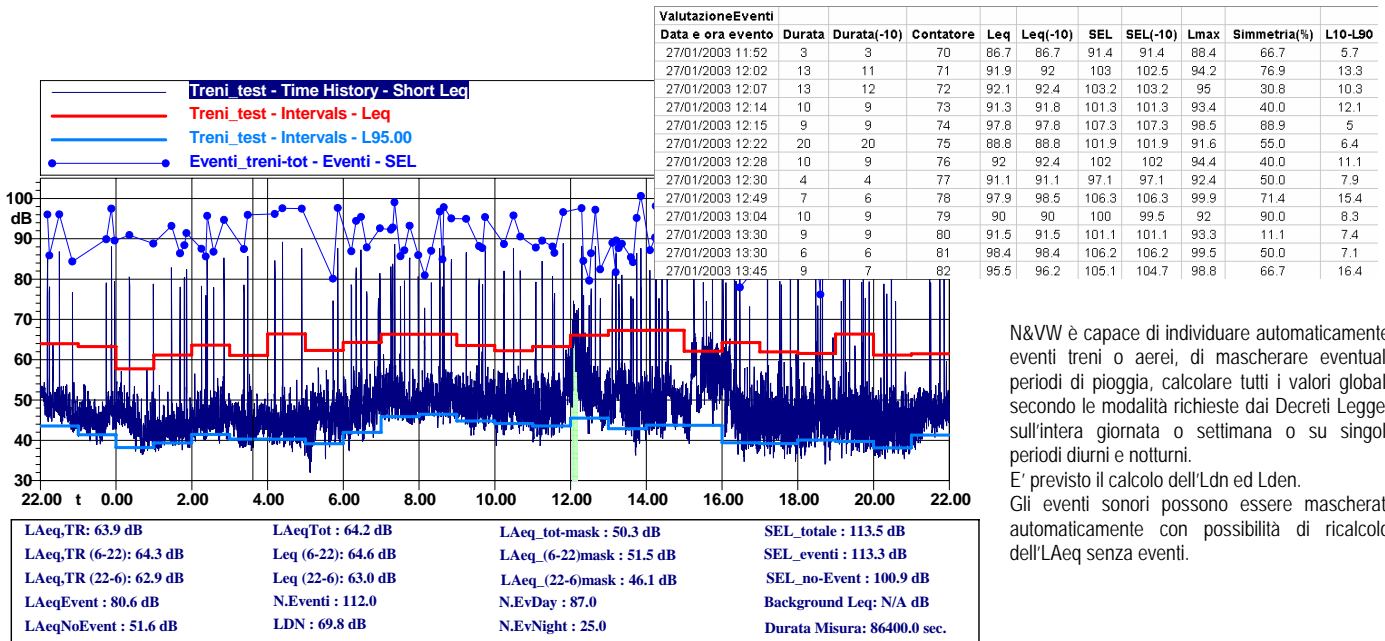 ValutazioneEventi
Data e ora evento Durata Durata(-10) Contatore Leq Leq(-10) SEL SEL(-10) Lmax Simmetria(%) L10-L90
27/01/2003 11:52 3 3 70 86.7 86.7 91.4 91.4 88.4 66.7 5.7
27/01/2003 12:02 13 11 71 91.9 92 103 102.5 94.2 76.9 13.3
27/01/2003 12:07 13 12 72 92.1 92.4 103.2 103.2 95 30.8 10.3
27/01/2003 12:14 10 9 73 91.3 91.8 101.3 101.3 93.4 40.0 12.1
27/01/2003 12:15 9 9 74 97.8 97.8 107.3 107.3 98.5 88.9 5
27/01/2003 12:22 20 20 75 88.8 88.8 101.9 101.9 91.6 55.0 6.4
27/01/2003 12:28 10 9 76 92 92.4 102 102 94.4 40.0 11.1
27/01/2003 12:30 4 4 77 91.1 91.1 97.1 97.1 92.4 50.0 7.9
27/01/2003 12:49 7 6 78 97.9 98.5 106.3 106.3 99.9 71.4 15.4
27/01/2003 13:04 10 9 79 90 90 100 99.5 92 90.0 8.3
27/01/2003 13:30 9 9 80 91.5 91.5 101.1 101.1 93.3 11.1 7.4
27/01/2003 13:30 6 6 81 98.4 98.4 106.2 106.2 99.5 50.0 7.1
27/01/2003 13:45 9 7 82 95.5 96.2 105.1 104.7 98.8 66.7 16.4
Treni_test - Time History - Short Leq
Treni_test - Intervals - Leq
Treni_test - Intervals - L95.00
Eventi_treni-tot - Eventi - SEL
100
dB
90
80
70
60
50
40
30
22.00 t 0.00 2.00 4.00 6.00 8.00 10.00 12.00 14.00 16.00 18.00 20.00 22.00
N&VW è capace di individuare automaticamente
eventi treni o aerei, di mascherare eventual
periodi di pioggia, calcolare tutti i valori global
secondo le modalità richieste dai Decreti Legge
sull'intera giornata o settimana o su singol
periodi diurni e notturni.
E' previsto il calcolo dell'Ldn ed Lden.
Gli eventi sonori possono essere mascherat
automaticamente con possibilità di ricalcolo
dell'LAeq senza eventi.
LAeq,TR: 63.9 dB LAeqTot : 64.2 dB LAeq_tot-mask : 50.3 dB SEL_totale : 113.5 dB
LAeq,TR (6-22) : 64.3 dB Leq (6-22): 64.6 dB LAeq_(6-22)mask : 51.5 dB SEL_eventi : 113.3 dB
LAeq,TR (22-6) : 62.9 dB Leq (22-6): 63.0 dB LAeq_(22-6)mask : 46.1 dB SEL_no-Event : 100.9 dB
LAeqEvent : 80.6 dB N.Eventi : 112.0 N.EvDay : 87.0 Background Leq: N/A dB
LAeqNoEvent : 51.6 dB LDN : 69.8 dB N.EvNight : 25.0 Durata Misura: 86400.0 sec.